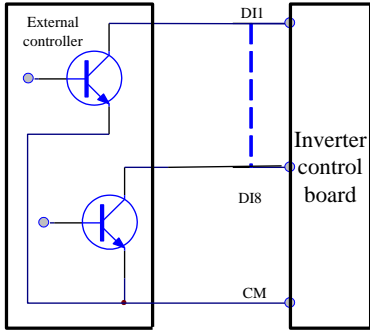 External
controller
DI1
Inverter
control
board
DI8
CM